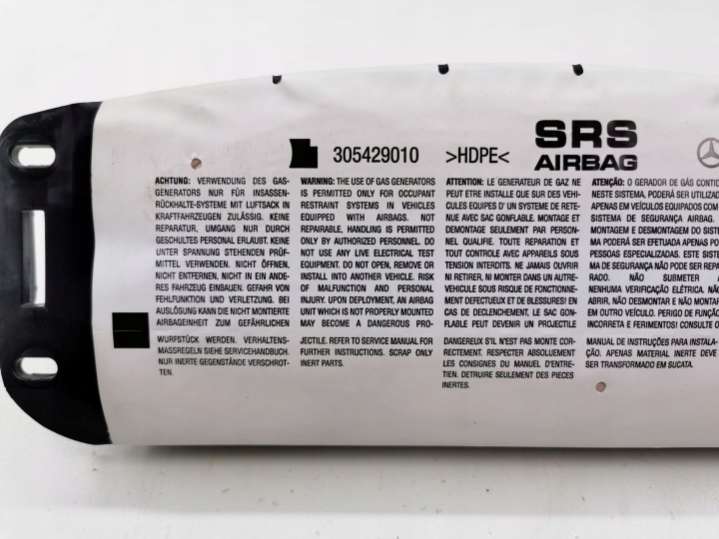 305429010 >HDPE< SRS
AIRBAG
ACHTUNG: VERWENDUNG DES GAS-
GENERATORS NUR FÜR INSASSEN-
RÜCKHALTE-SYSTEME MIT LUFTSACK IN
KRAFTFAHRZEUGEN ZULÄSSIG. KEINE
REPARATUR, UMGANG NUR DURCH
GESCHULTES PERSONAL ERLAUBT. KEINE
UNTER SPANNUNG STEHENDEN PRÜF-
MITTEL VERWENDEN. NICHT ÖFFNEN,
NICHT ENTFERNEN, NICHT IN EIN ANDE-
RES FAHRZEUG EINBAUEN. GEFAHR VON
FEHLFUNKTION UND VERLETZUNG. BEI
AUSLÖSUNG KANN DIE NICHT MONTIERTE
AIRBAGEINHEIT ZUM GEFÄHRLICHEN
WURFSTÜCK WERDEN. VERHALTENS-
MASSREGELN SIEHE SERVICEHANDBUCH.
NUR INERTE GEGENSTÄNDE VERSCHROT-
TEN.
WARNING: THE USE OF GAS GENERATORS
IS PERMITTED ONLY FOR OCCUPANT
RESTRAINT SYSTEMS IN VEHICLES
EQUIPPED WITH AIRBAGS. NOT
REPAIRABLE, HANDLING IS PERMITTED
ONLY BY AUTHORIZED PERSONNEL. DO
NOT USE ANY LIVE ELECTRICAL TEST
EQUIPMENT. DO NOT OPEN, REMOVE OR
INSTALL INTO ANOTHER VEHICLE. RISK
OF MALFUNCTION AND PERSONAL
INJURY. UPON DEPLOYMENT, AN AIRBAG
UNIT WHICH IS NOT PROPERLY MOUNTED
MAY BECOME A DANGEROUS PRO-
JECTILE. REFER TO SERVICE MANUAL FOR
FURTHER INSTRUCTIONS. SCRAP ONLY
INERT PARTS.
ATTENTION: LE GENERATEUR DE GAZ NE
PEUT ETRE INSTALLE QUE SUR DES VEHI-
CULES EQUIPES D' UN SYSTEME DE RETE-
NUE AVEC SAC GONFLABLE. MONTAGE ET
DEMONTAGE SEULEMENT PAR PERSON-
NEL QUALIFIE. TOUTE REPARATION ET
TOUT CONTROLE AVEC APPAREILS SOUS
TENSION INTERDITS. NE JAMAIS OUVRIR
NI RETIRER, NI MONTER DANS UN AUTRE-
VEHICULE SOUS RISQUE DE FONCTIONNE-
MENT DEFECTUEUX ET DE BLESSURES! EN
CAS DE DECLENCHEMENT, LE SAC GON-
FLABLE PEUT DEVENIR UN PROJECTILE
DANGEREUX S'IL N'EST PAS MONTE COR-
RECTEMENT. RESPECTER ABSOLUEMENT
LES CONSIGNES DU MANUEL D'ENTRE-
TIEN. DETRUIRE SEULEMENT DES PIECES
INERTES.
ATENÇÃO: O GERADOR DE GÁS CONTID
NESTE SISTEMA, PODERÁ SER UTILIZAD
APENAS EM VEÍCULOS EQUIPADOS COM
SISTEMA DE SEGURANÇA AIRBAG.
MONTAGEM E DESMONTAGEM DO SISTE
MA PODERÁ SER EFETUADA APENAS PO
PESSOAS ESPECIALIZADAS. ESTE SISTE
MA DE SEGURANÇA NÃO PODE SER REPA
RADO. NÃO SUBMETER
NENHUMA VERIFICAÇÃO ELÉTRICA. NÃO
ABRIR, NÃO DESMONTAR E NÃO MONTAR
EM OUTRO VEÍCULO. PERIGO DE FUNÇÃO
INCORRETA E FERIMENTOS! CONSULTE O
MANUAL DE INSTRUÇÕES PARA INSTALA-
ÇÃO. APENAS MATERIAL INERTE DEVE
SER TRANSFORMADO EM SUCATA.